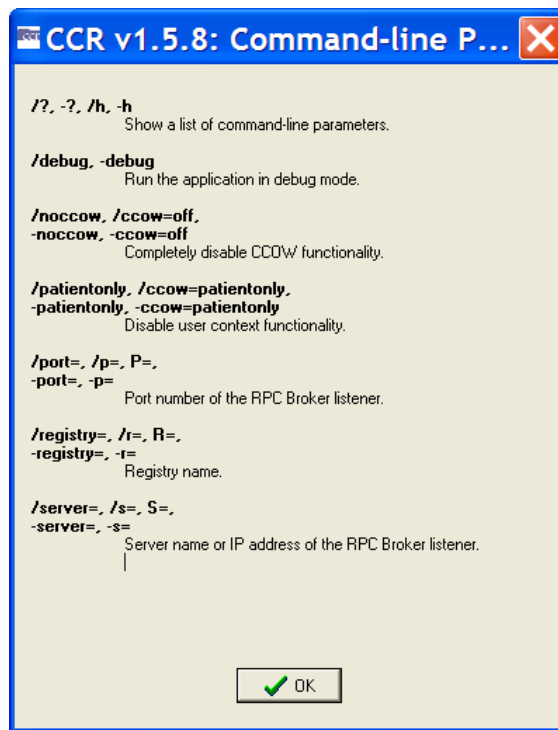 CCR v1.5.8: Command-line P...
/?, -?, /h, -h
Show a list of command-line parameters.
/debug, -debug
Run the application in debug mode.
/noccow, /ccow=off,
-noccow, -ccow=off
Completely disable CCOW functionality.
/patientonly, /ccow=patientonly,
-patientonly, -ccow=patientonly
Disable user context functionality.
/port=, /p=, P=,
-port=, -p=
Port number of the RPC Broker listener.
/registry=, /r=, R=,
-registry=, -r=
Registry name.
/server=, /s=, S=,
-server=, -s=
Server name or IP address of the RPC Broker listener.
OK